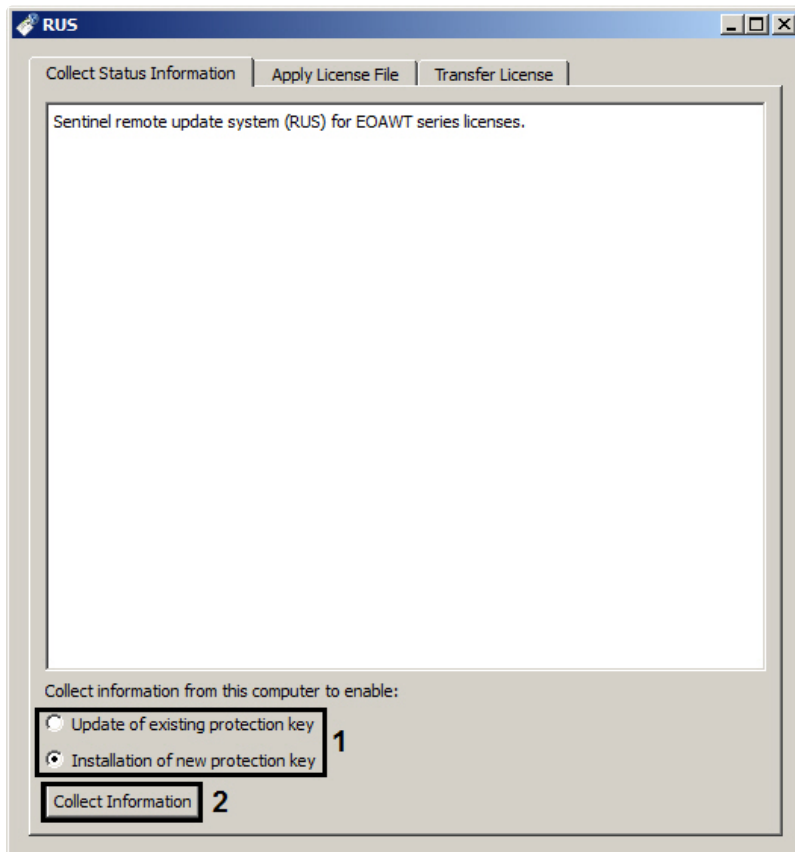 RUS
Collect Status Information Apply License File Transfer License
Sentinel remote update system (RUS) for EOAWT series licenses.
Collect information from this computer to enable:
Update of existing protection key
1
Installation of new protection key
Collect Information 2